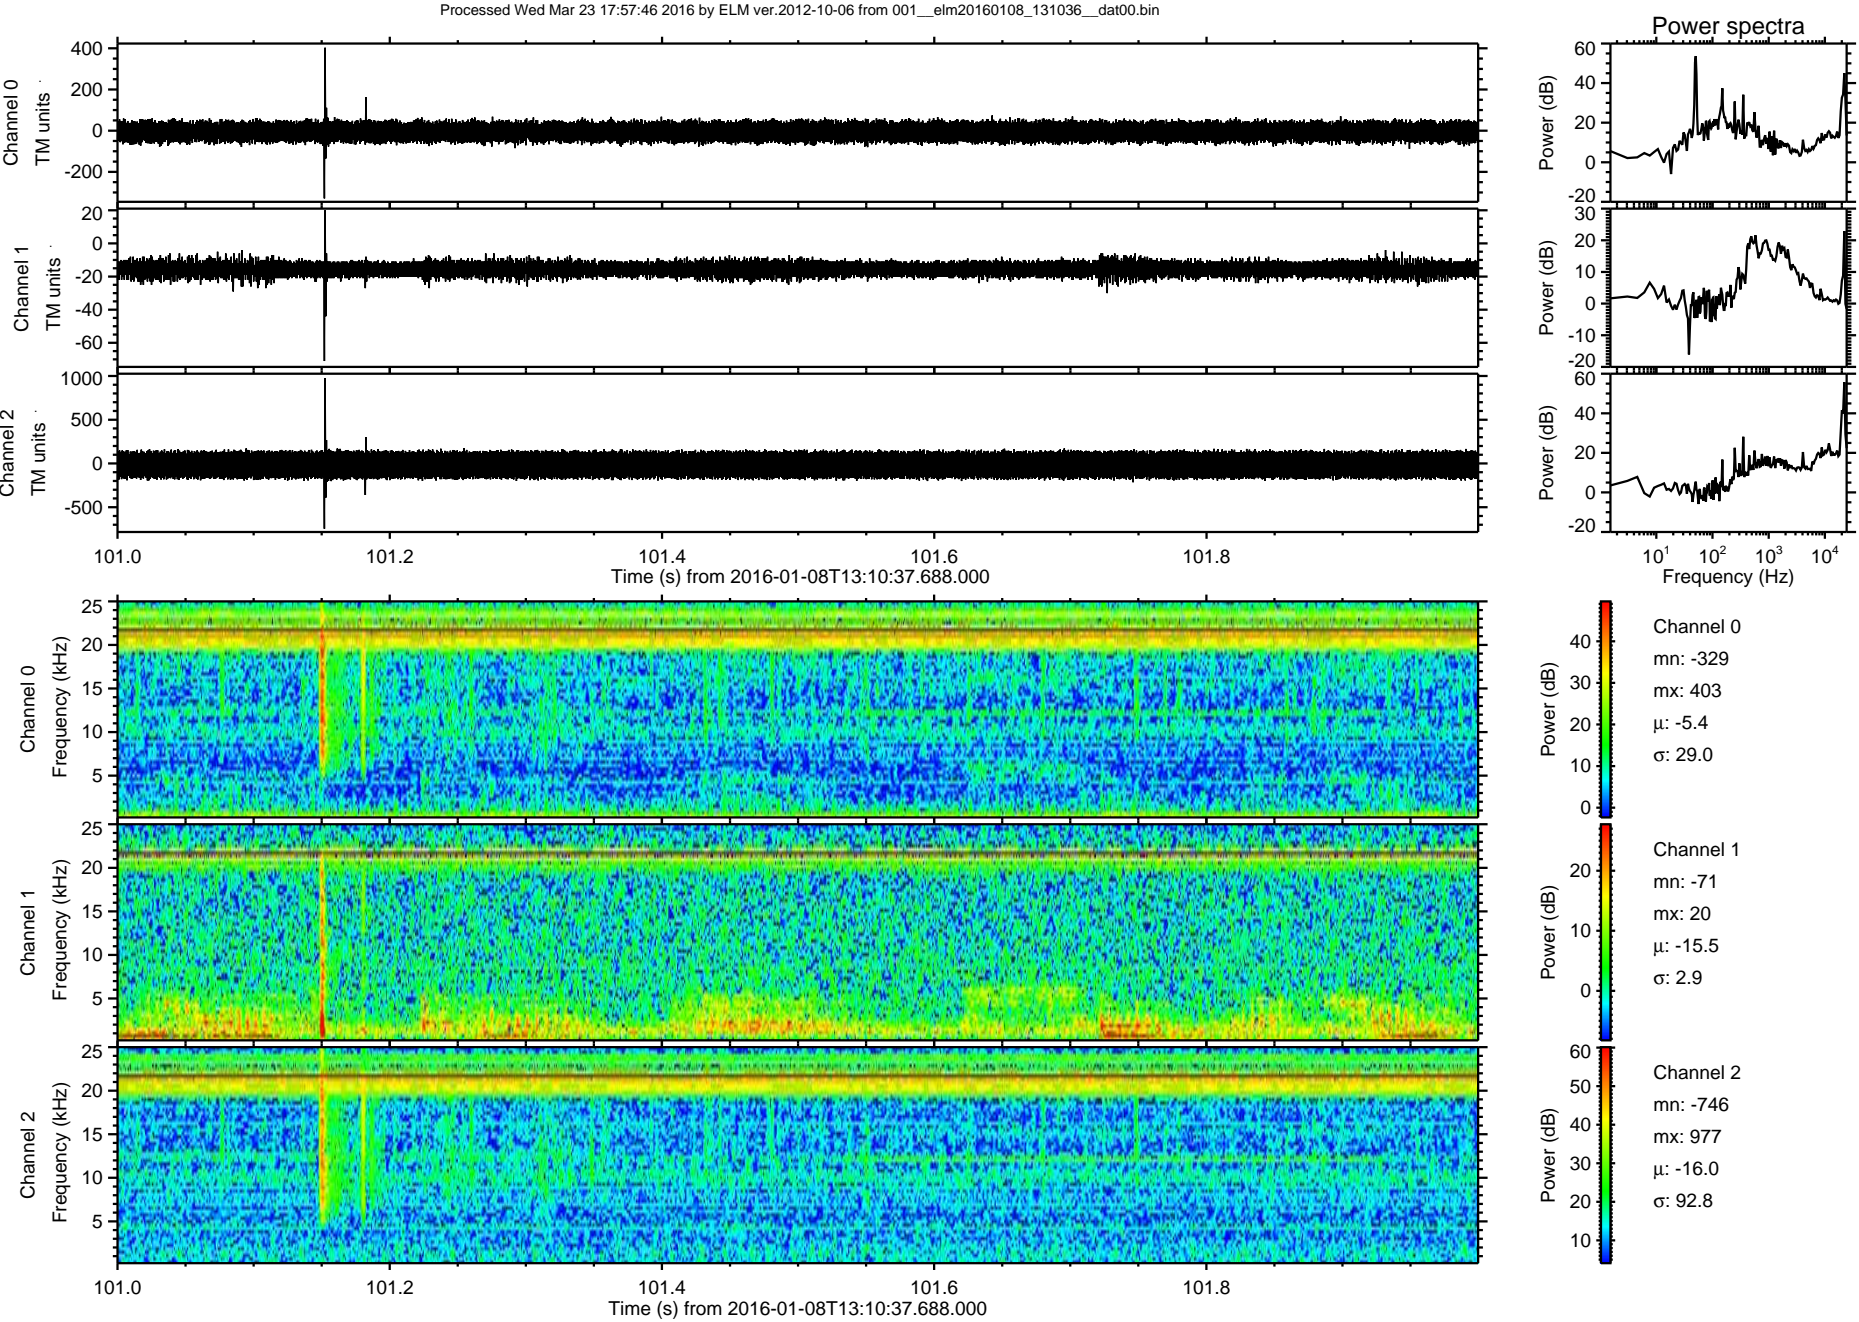 Processed Wed Mar 23 17:57:46 2016 by ELM ver.2012-10-06 from 001__elm20160108_131036__dat00.bin
Power spectra
Channel 0
TM units
400
200
0
-200
Power (dB)
60
40
20
0
-20
Channel 1
TM units
20
0
-20
-40
-60
Power (dB)
30
20
10
0
-10
-20
Channel 2
TM units
1000
500
0
-500
Power (dB)
60
40
20
0
-20
101.0 101.2 101.4 101.6 101.8
Time (s) from 2016-01-08T13:10:37.688.000
10¹ 10² 10³ 10⁴
Frequency (Hz)
Channel 0
Frequency (kHz)
25
20
15
10
5
Power (dB)
40
30
20
10
0
Channel 0
mn: -329
mx: 403
μ: -5.4
σ: 29.0
Channel 1
Frequency (kHz)
25
20
15
10
5
Power (dB)
20
10
0
Channel 1
mn: -71
mx: 20
μ: -15.5
σ: 2.9
Channel 2
Frequency (kHz)
25
20
15
10
5
Power (dB)
60
50
40
30
20
10
Channel 2
mn: -746
mx: 977
μ: -16.0
σ: 92.8
101.0 101.2 101.4 101.6 101.8
Time (s) from 2016-01-08T13:10:37.688.000